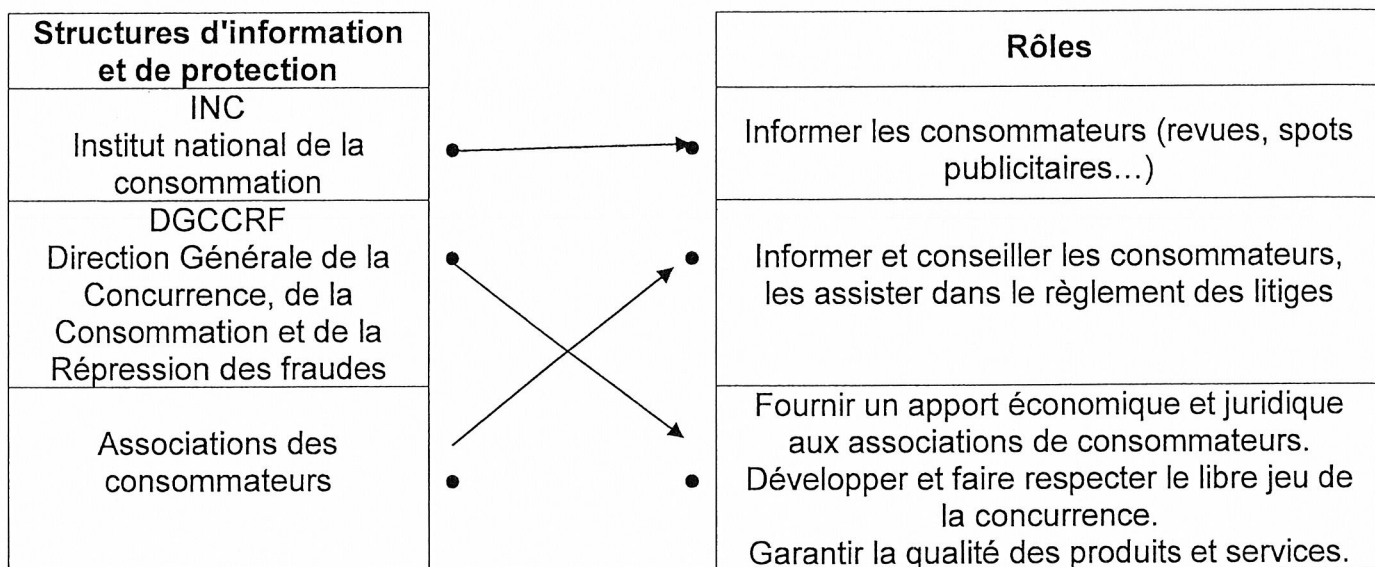 Structures d'information
et de protection
INC
Institut national de la
consommation
DGCCRF
Direction Générale de la
Concurrence, de la
Consommation et de la
Répression des fraudes
Associations des
consommateurs
Rôles
Informer les consommateurs (revues, spots
publicitaires…)
Informer et conseiller les consommateurs,
les assister dans le règlement des litiges
Fournir un apport économique et juridique
aux associations de consommateurs.
Développer et faire respecter le libre jeu de
la concurrence.
Garantir la qualité des produits et services.